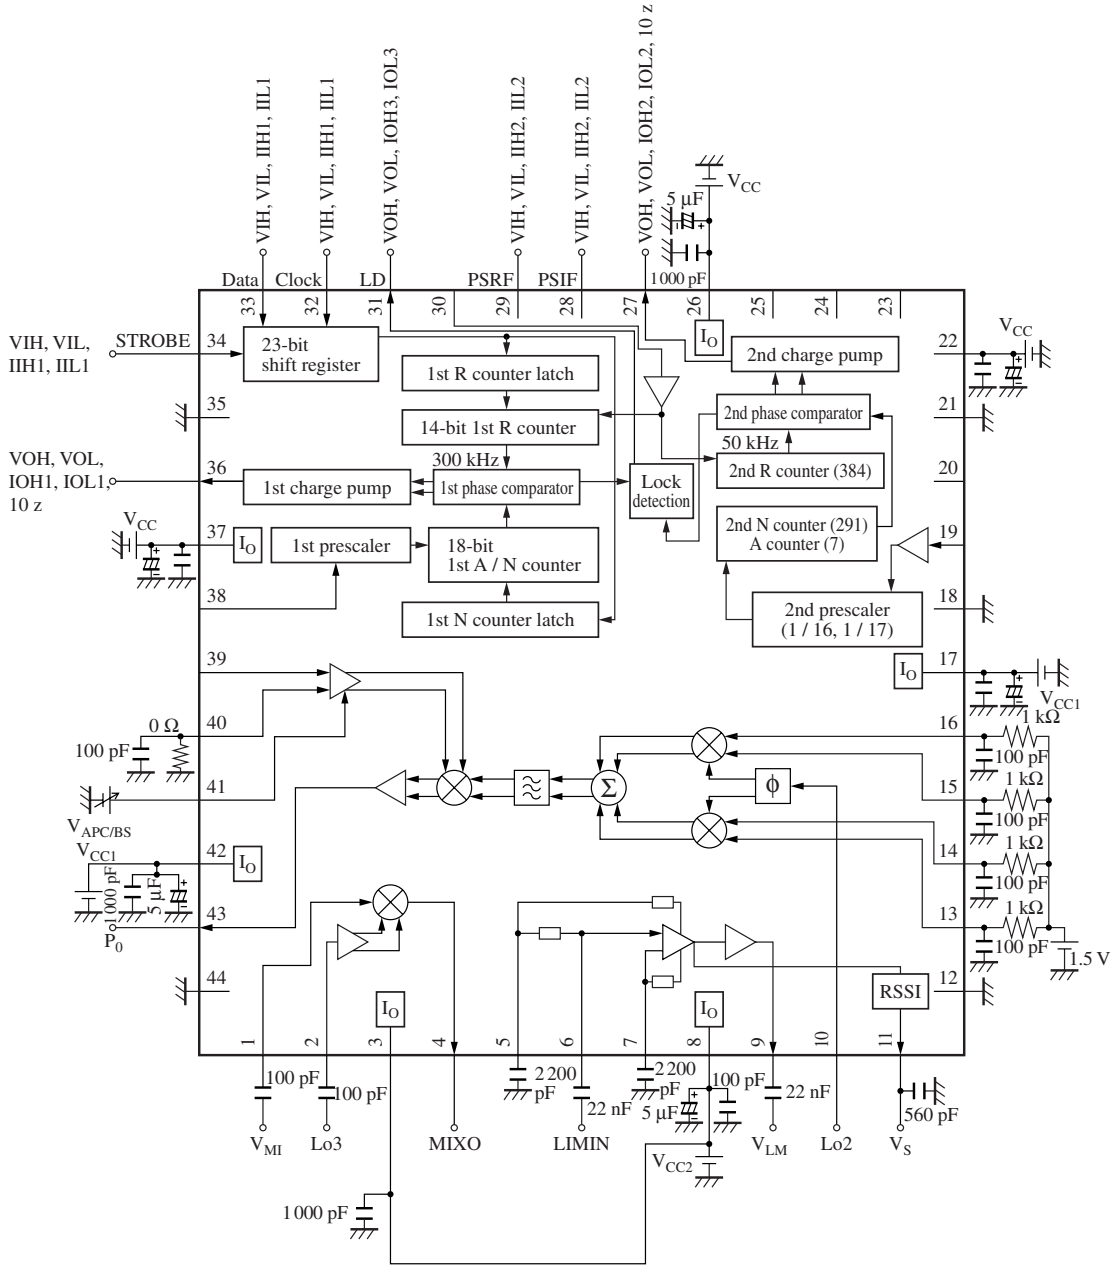 VIH, VIL, IIH1, IIL1
VIH, VIL, IIH1, IIL1
VOH, VOL, IOH3, IOL3
VIH, VIL, IIH2, IIL2
VIH, VIL, IIH2, IIL2
VOH, VOL, IOH2, IOL2, 10 z
VCC
5 µF
1000 pF
Data
Clock
LD
PSRF
PSIF
33
32
31
30
29
28
27
26
25
24
23
VIH, VIL,
IIH1, IIL1
STROBE
34
23-bit
shift register
1st R counter latch
14-bit 1st R counter
300 kHz
1st charge pump
1st phase comparator
Lock
detection
IO
2nd charge pump
2nd phase comparator
50 kHz
2nd R counter (384)
2nd N counter (291)
A counter (7)
2nd prescaler
(1 / 16, 1 / 17)
22
VCC
21
20
19
18
35
VOH, VOL,
IOH1, IOL1,
10 z
36
VCC
37
IO
1st prescaler
18-bit
1st A / N counter
1st N counter latch
38
39
IO
17
VCC1
0 Ω
40
100 pF
41
VAPC/BS
VCC1
42
IO
1000 pF
5 µF
43
P0
44
Σ
ϕ
16
1 kΩ
100 pF
15
1 kΩ
100 pF
14
1 kΩ
100 pF
13
1 kΩ
100 pF
1.5 V
12
RSSI
IO
IO
1
2
3
4
5
6
7
8
9
10
11
100 pF
100 pF
2200
pF
22 nF
2200
pF
5 µF
100 pF
22 nF
560 pF
VMI
Lo3
MIXO
LIMIN
VCC2
VLM
Lo2
VS
1000 pF